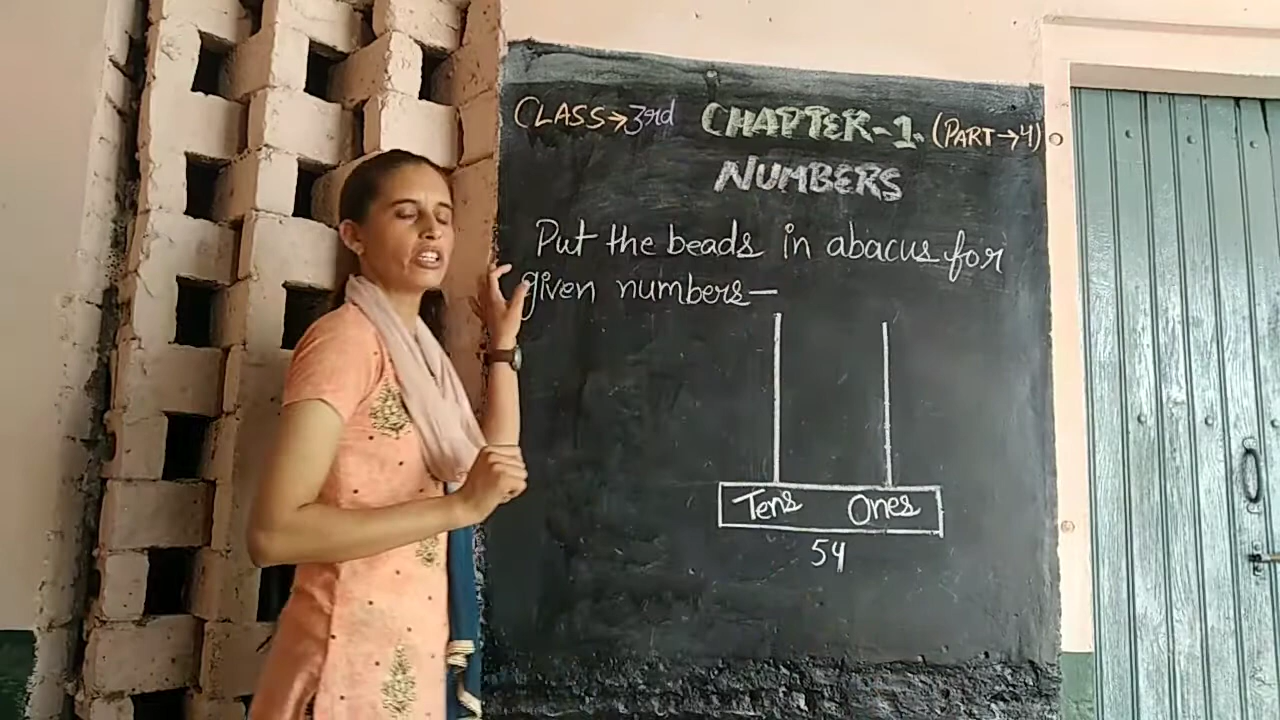 CLASS→3rd CHAPTER-1. (PART→4)
NUMBERS
Put the beads in abacus for
given numbers—
Tens Ones
54